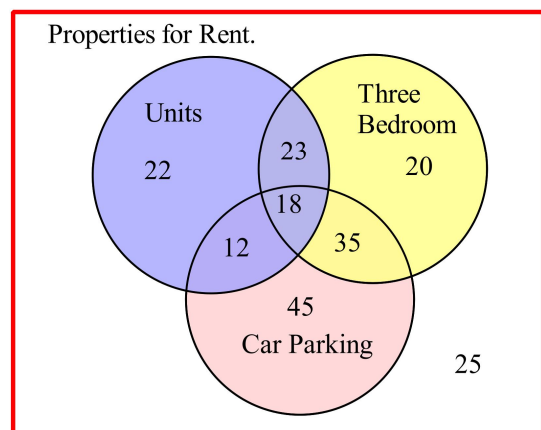 Properties for Rent.
Units
Three
Bedroom
22
23
20
18
12
35
45
Car Parking
25